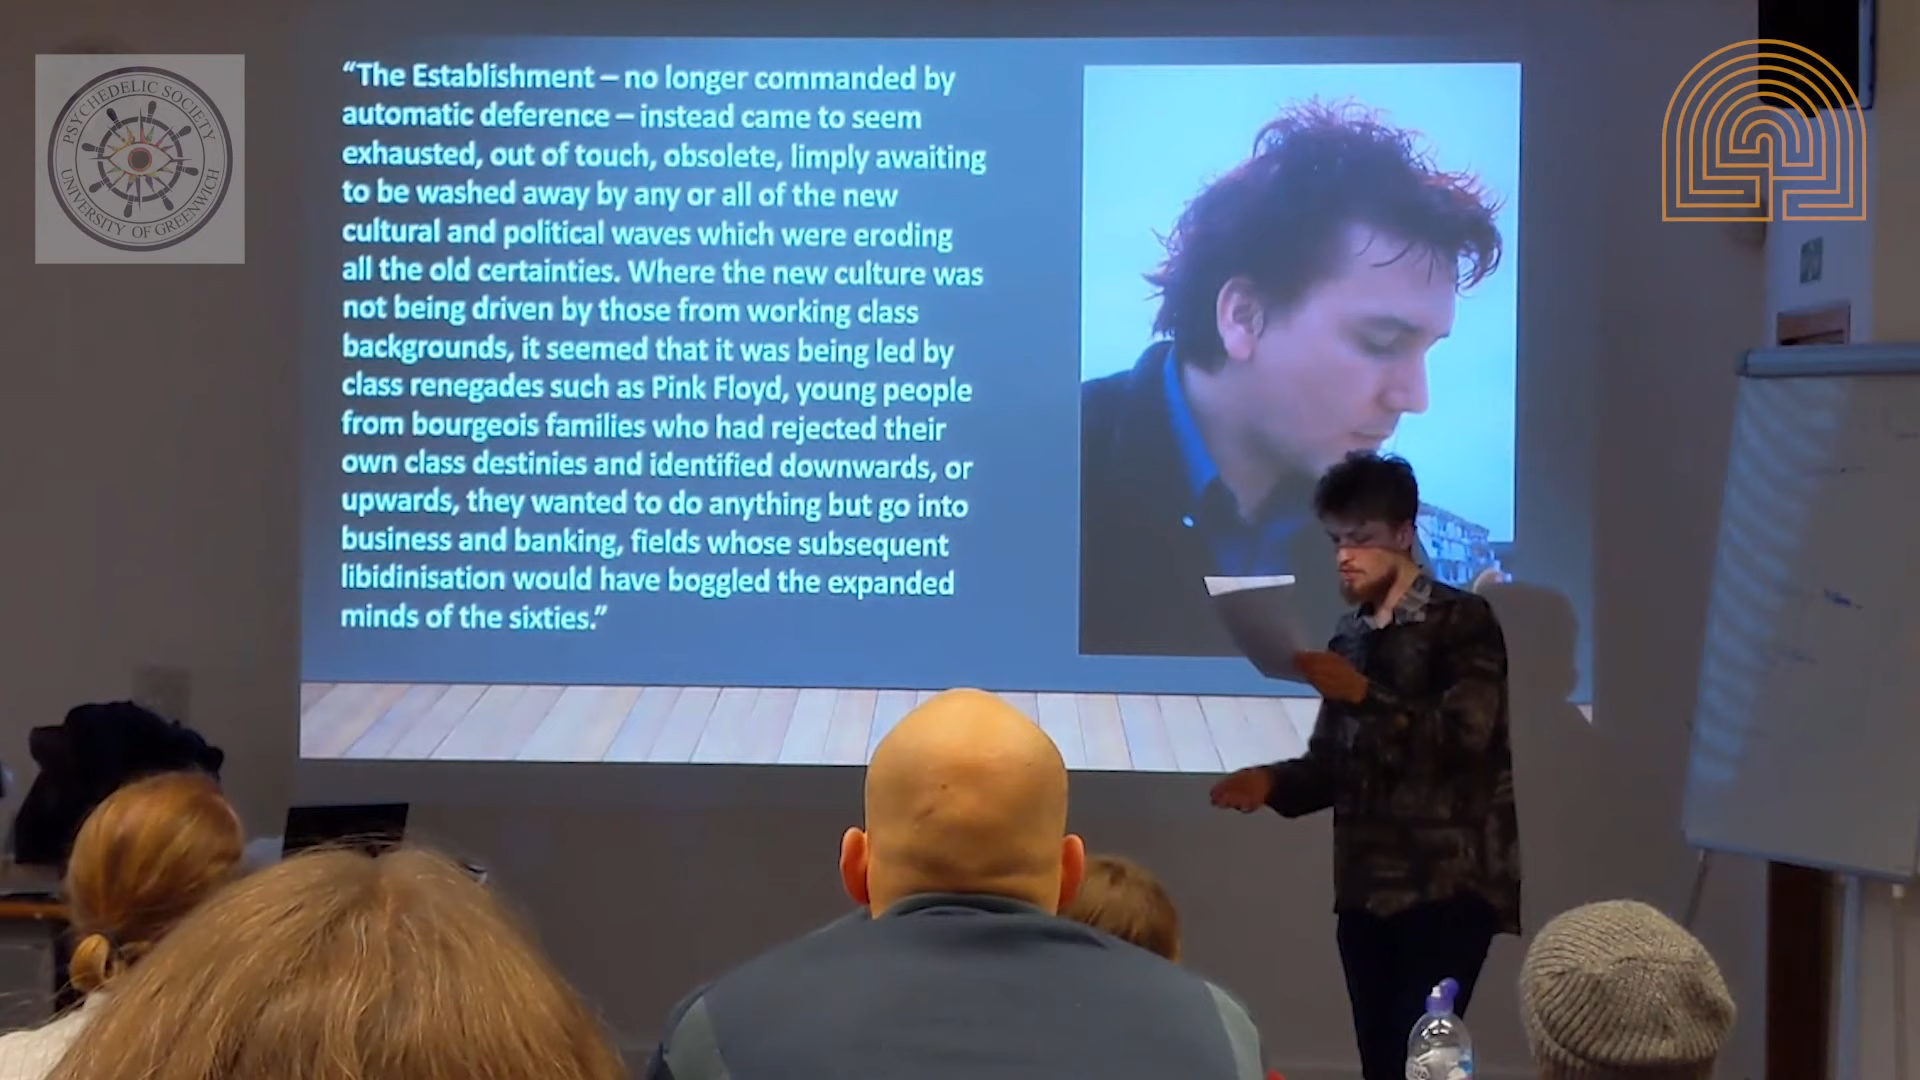 PSYCHEDELIC SOCIETY
UNIVERSITY OF GREENWICH
“The Establishment – no longer commanded by
automatic deference – instead came to seem
exhausted, out of touch, obsolete, limply awaiting
to be washed away by any or all of the new
cultural and political waves which were eroding
all the old certainties. Where the new culture was
not being driven by those from working class
backgrounds, it seemed that it was being led by
class renegades such as Pink Floyd, young people
from bourgeois families who had rejected their
own class destinies and identified downwards, or
upwards, they wanted to do anything but go into
business and banking, fields whose subsequent
libidinisation would have boggled the expanded
minds of the sixties.”